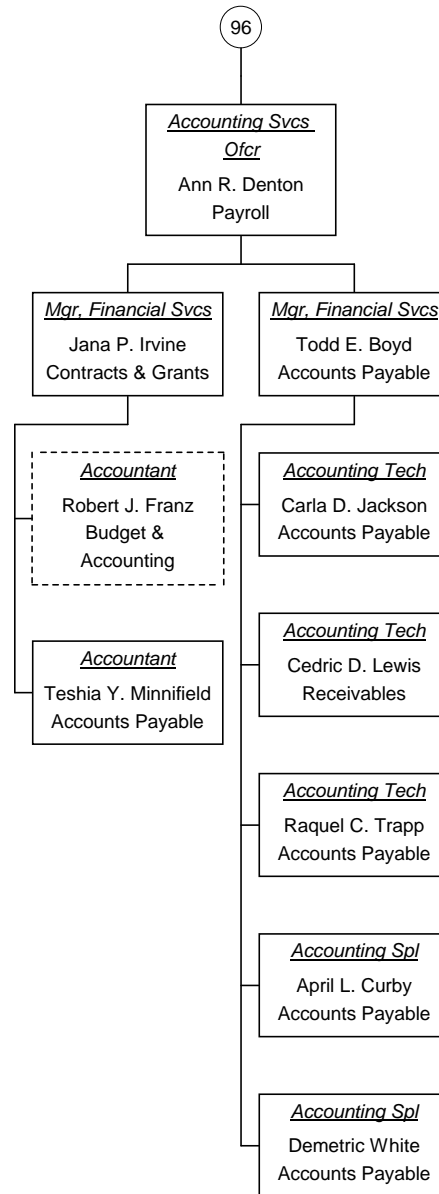 96
Accounting Svcs
Ofcr
Ann R. Denton
Payroll
Mgr, Financial Svcs
Jana P. Irvine
Contracts & Grants
Accountant
Robert J. Franz
Budget &
Accounting
Accountant
Teshia Y. Minnifield
Accounts Payable
Mgr, Financial Svcs
Todd E. Boyd
Accounts Payable
Accounting Tech
Carla D. Jackson
Accounts Payable
Accounting Tech
Cedric D. Lewis
Receivables
Accounting Tech
Raquel C. Trapp
Accounts Payable
Accounting Spl
April L. Curby
Accounts Payable
Accounting Spl
Demetric White
Accounts Payable